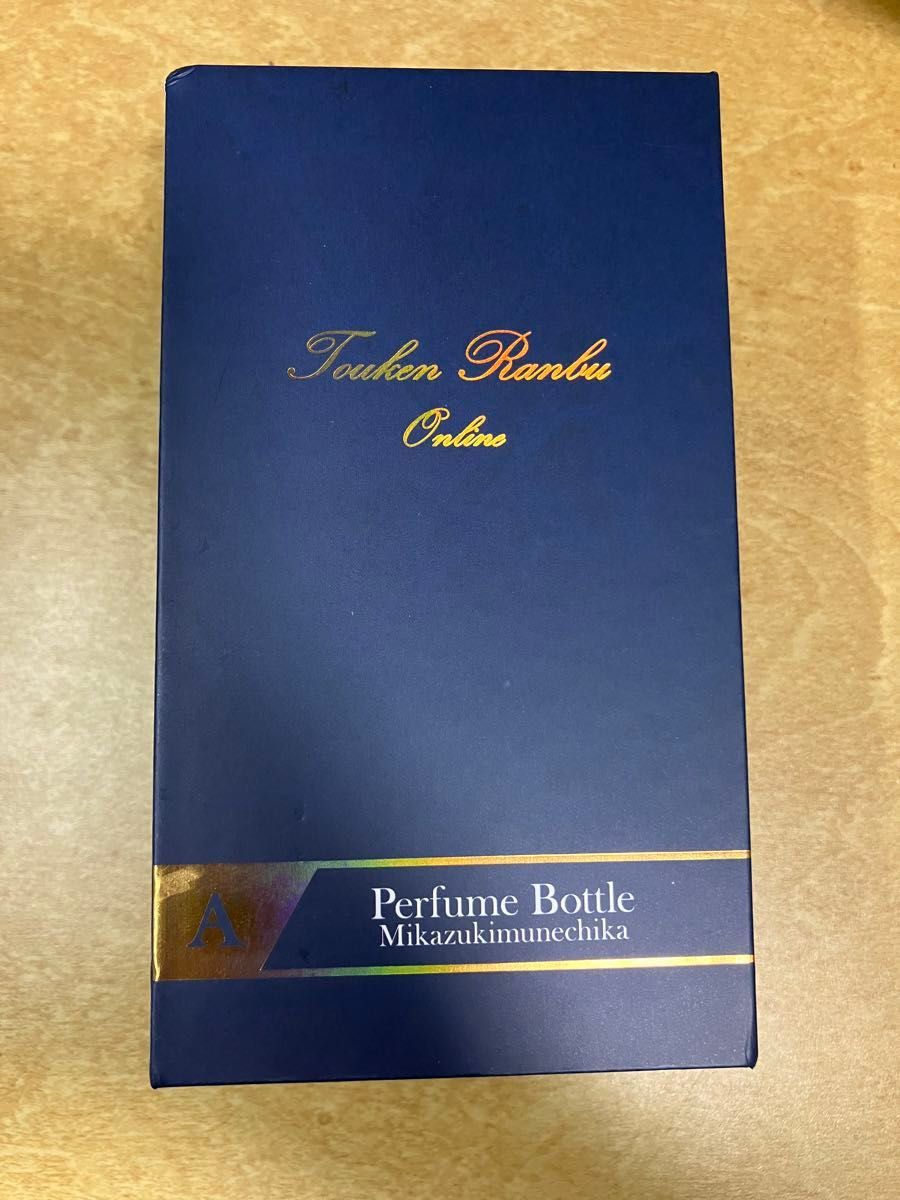 Touken Ranbu
Online
A
Perfume Bottle
Mikazukimunechika